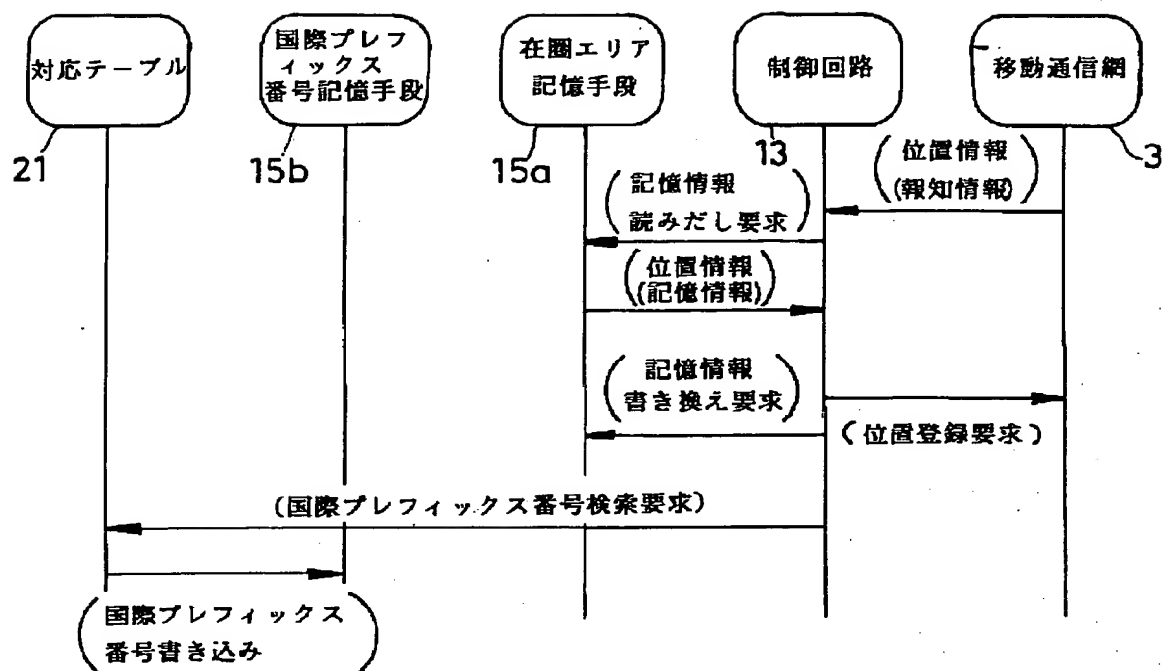 対応テーブル
国際プレフ
ィックス
番号記憶手段
在圏エリア
記憶手段
制御回路
移動通信網
21
15b
15a
13
3
(位置情報
(報知情報))
(記憶情報
読みだし要求)
(位置情報
(記憶情報))
(記憶情報
書き換え要求)
(位置登録要求)
(国際プレフィックス番号検索要求)
(国際プレフィックス
番号書き込み)